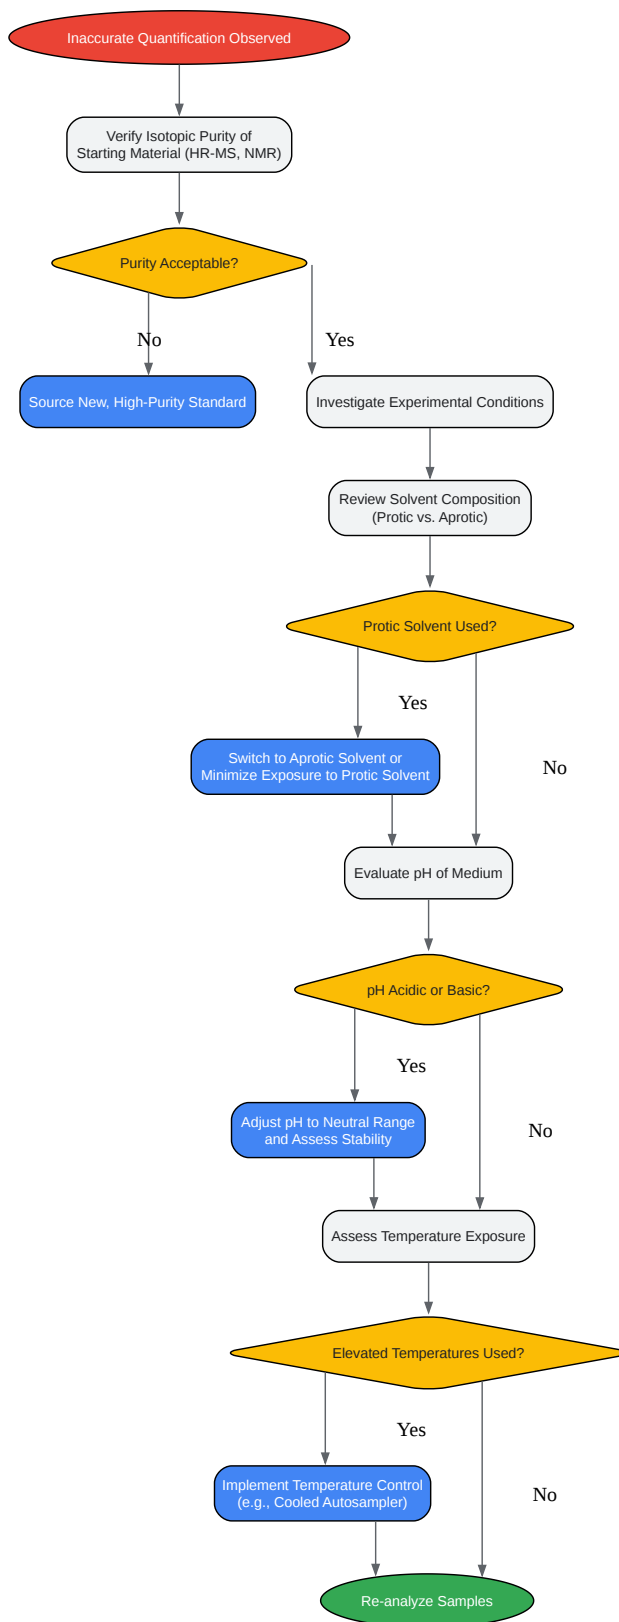 Inaccurate Quantification Observed
Verify Isotopic Purity of
Starting Material (HR-MS, NMR)
Purity Acceptable?
No
Yes
Source New, High-Purity Standard
Investigate Experimental Conditions
Review Solvent Composition
(Protic vs. Aprotic)
Protic Solvent Used?
Yes
Switch to Aprotic Solvent or
Minimize Exposure to Protic Solvent
No
Evaluate pH of Medium
pH Acidic or Basic?
Yes
Adjust pH to Neutral Range
and Assess Stability
No
Assess Temperature Exposure
Elevated Temperatures Used?
Yes
Implement Temperature Control
(e.g., Cooled Autosampler)
No
Re-analyze Samples